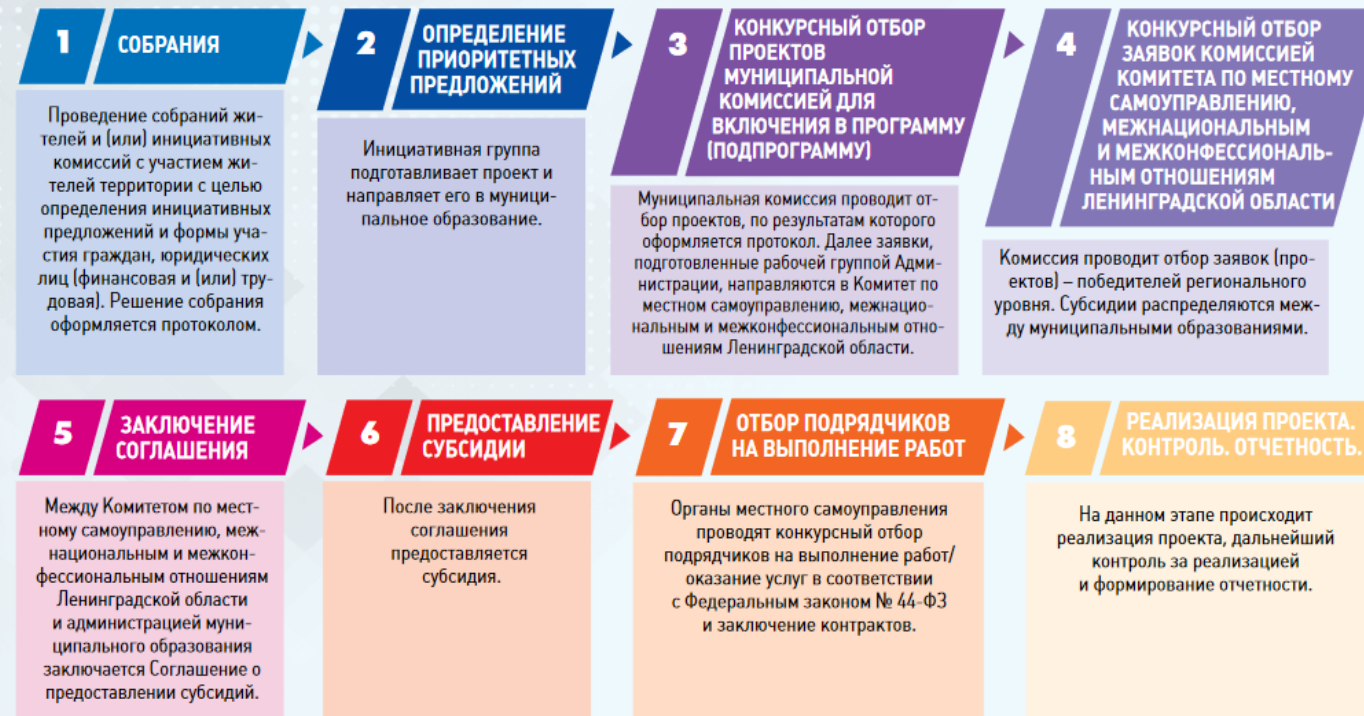 1
СОБРАНИЯ
Проведение собраний жи-
телей и (или) инициативных
комиссий с участием жи-
телей территории с целью
определения инициативных
предложений и формы уча-
стия граждан, юридических
лиц (финансовая и (или) тру-
довая). Решение собрания
оформляется протоколом.
2
ОПРЕДЕЛЕНИЕ
ПРИОРИТЕТНЫХ
ПРЕДЛОЖЕНИЙ
Инициативная группа
подготавливает проект и
направляет его в муници-
пальное образование.
3
КОНКУРСНЫЙ ОТБОР
ПРОЕКТОВ
МУНИЦИПАЛЬНОЙ
КОМИССИЕЙ ДЛЯ
ВКЛЮЧЕНИЯ В ПРОГРАММУ
(ПОДПРОГРАММУ)
Муниципальная комиссия проводит от-
бор проектов, по результатам которого
оформляется протокол. Далее заявки,
подготовленные рабочей группой Адми-
нистрации, направляются в Комитет по
местном самоуправлению, межнацио-
нальным и межконфессиональным отно-
шениям Ленинградской области.
4
КОНКУРСНЫЙ ОТБОР
ЗАЯВОК КОМИССИЕЙ
КОМИТЕТА ПО МЕСТНОМУ
САМОУПРАВЛЕНИЮ,
МЕЖНАЦИОНАЛЬНЫМ
И МЕЖКОНФЕССИОНАЛЬ-
НЫМ ОТНОШЕНИЯМ
ЛЕНИНГРАДСКОЙ ОБЛАСТИ
Комиссия проводит отбор заявок (про-
ектов) – победителей регионального
уровня. Субсидии распределяются меж-
ду муниципальными образованиями.
5
ЗАКЛЮЧЕНИЕ
СОГЛАШЕНИЯ
Между Комитетом по мест-
ному самоуправлению, меж-
национальным и межкон-
фессиональным отношениям
Ленинградской области
и администрацией муни-
ципального образования
заключается Соглашение о
предоставлении субсидий.
6
ПРЕДОСТАВЛЕНИЕ
СУБСИДИИ
После заключения
соглашения
предоставляется
субсидия.
7
ОТБОР ПОДРЯДЧИКОВ
НА ВЫПОЛНЕНИЕ РАБОТ
Органы местного самоуправления
проводят конкурсный отбор
подрядчиков на выполнение работ/
оказание услуг в соответствии
с Федеральным законом № 44-ФЗ
и заключение контрактов.
8
РЕАЛИЗАЦИЯ ПРОЕКТА.
КОНТРОЛЬ. ОТЧЕТНОСТЬ.
На данном этапе происходит
реализация проекта, дальнейший
контроль за реализацией
и формирование отчетности.